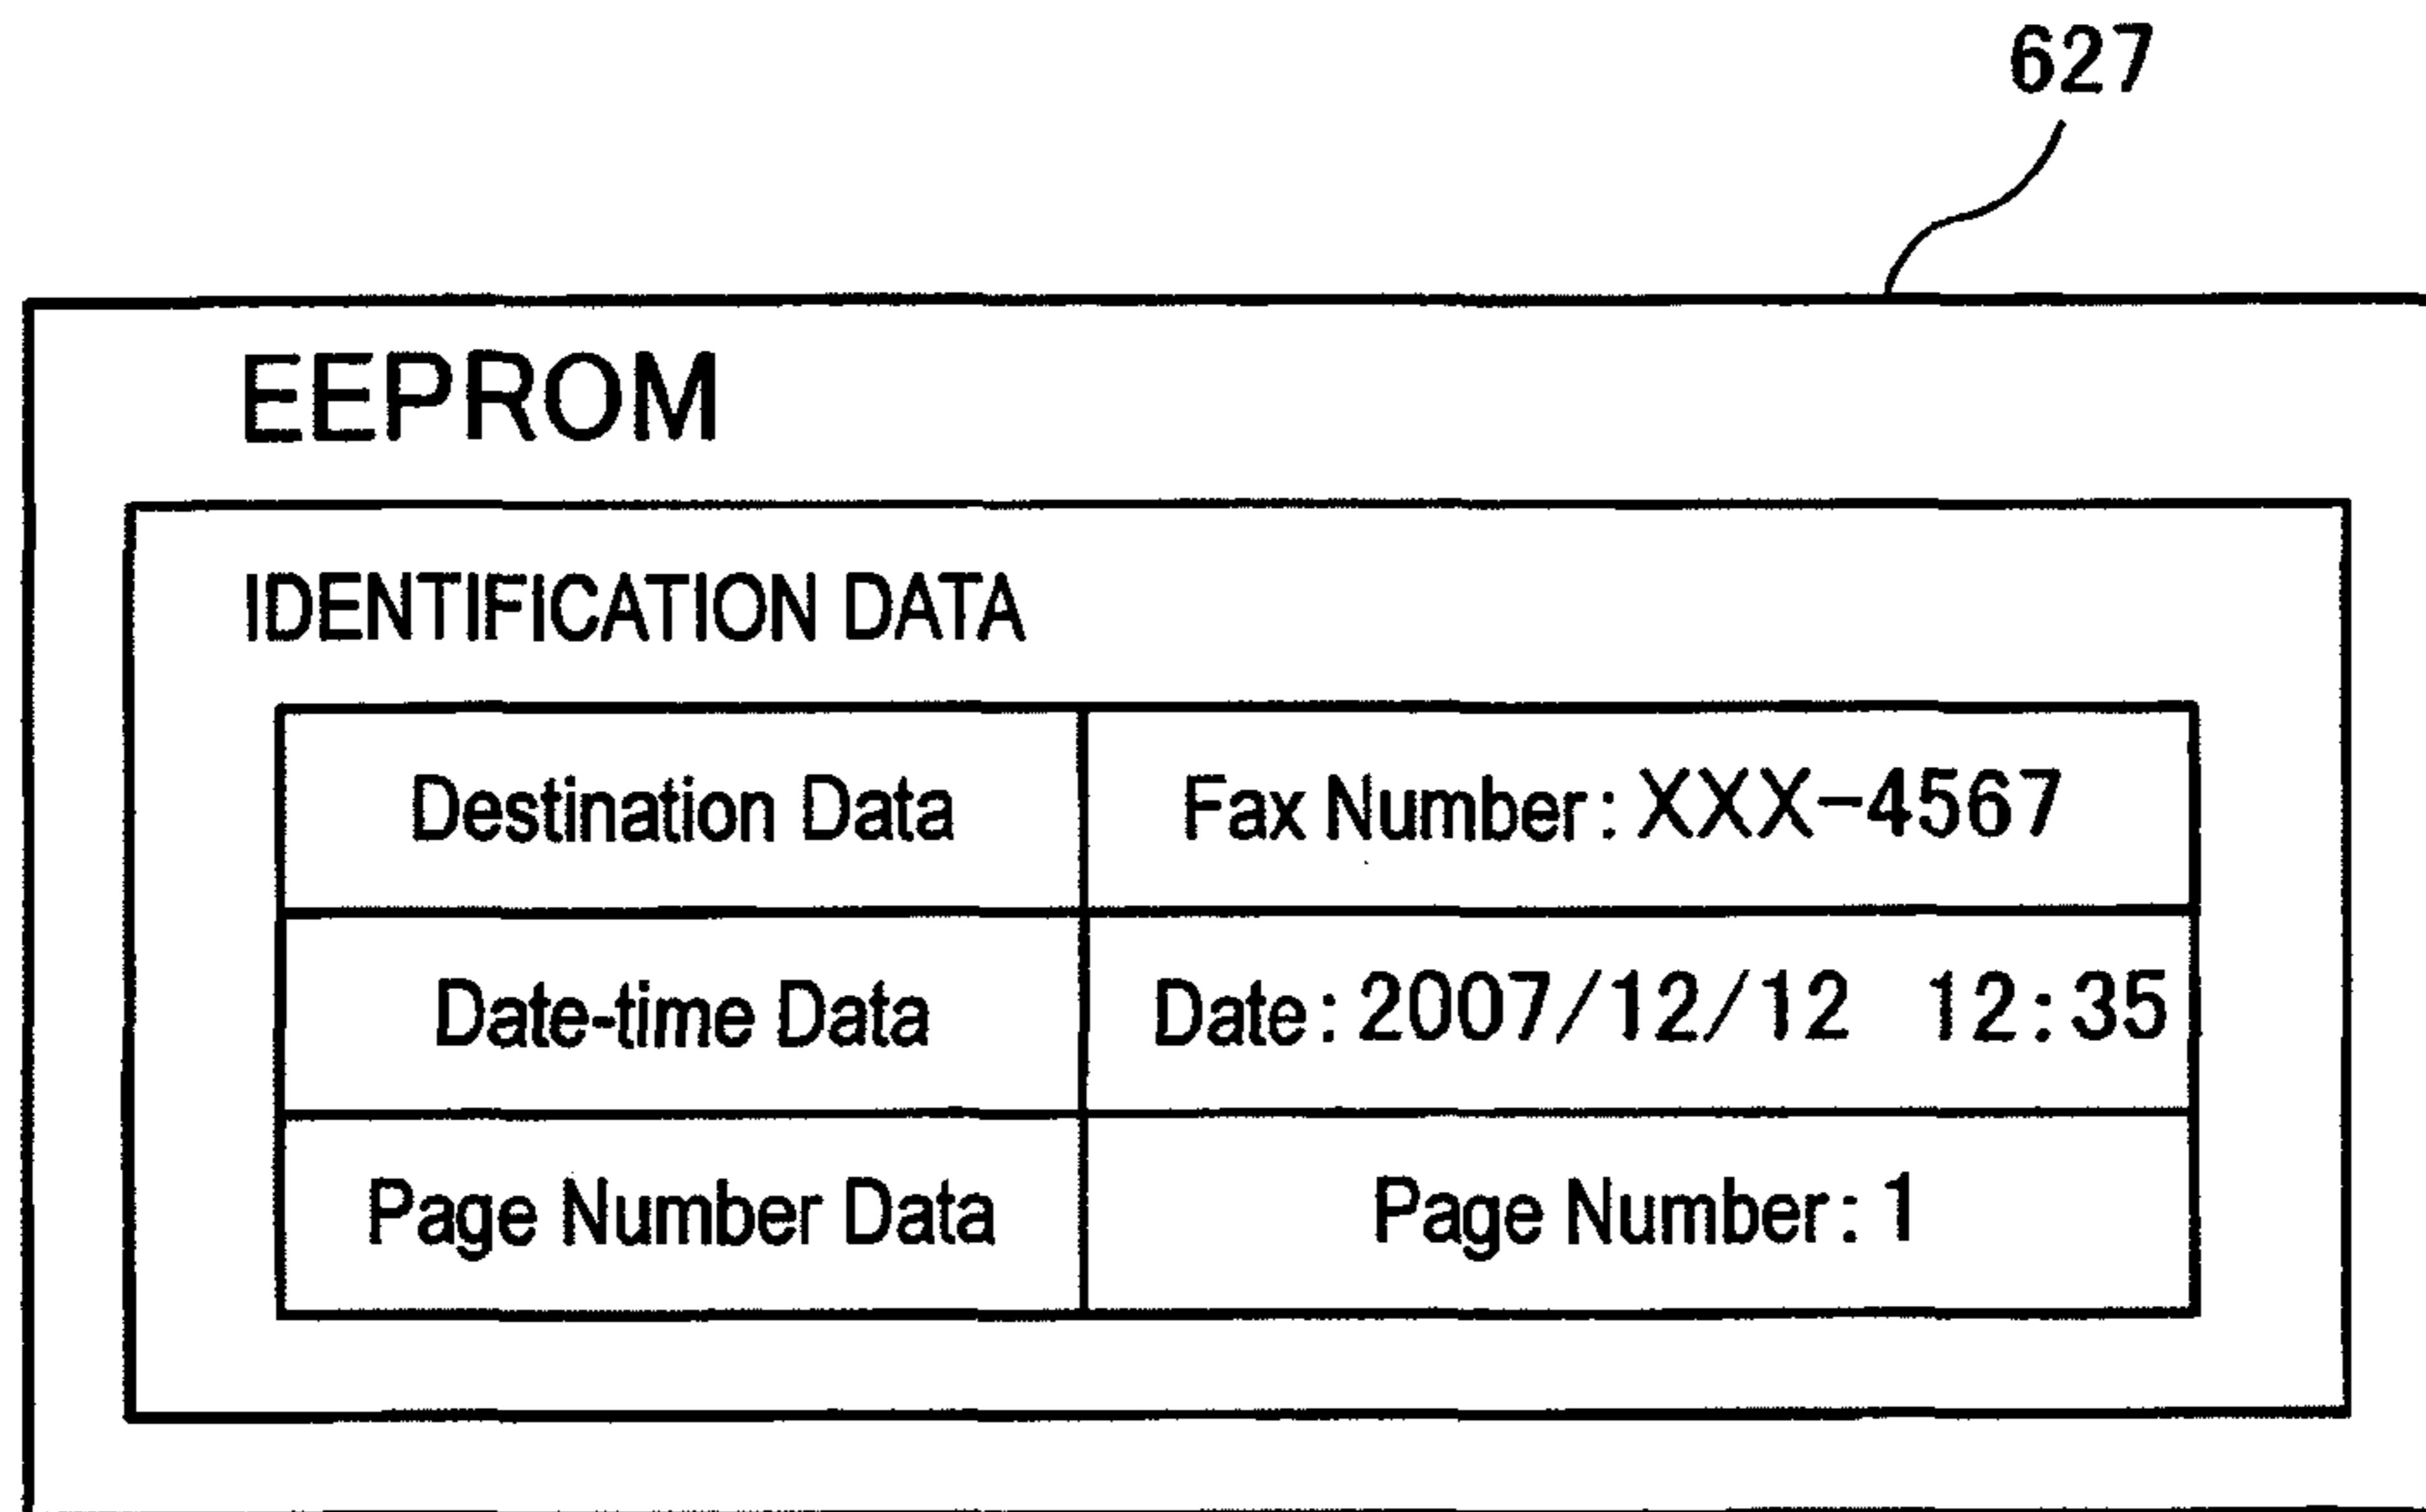 627
EEPROM
IDENTIFICATION DATA
Destination Data Fax Number: XXX-4567
Date-time Data Date: 2007/12/12 12:35
Page Number Data Page Number: 1